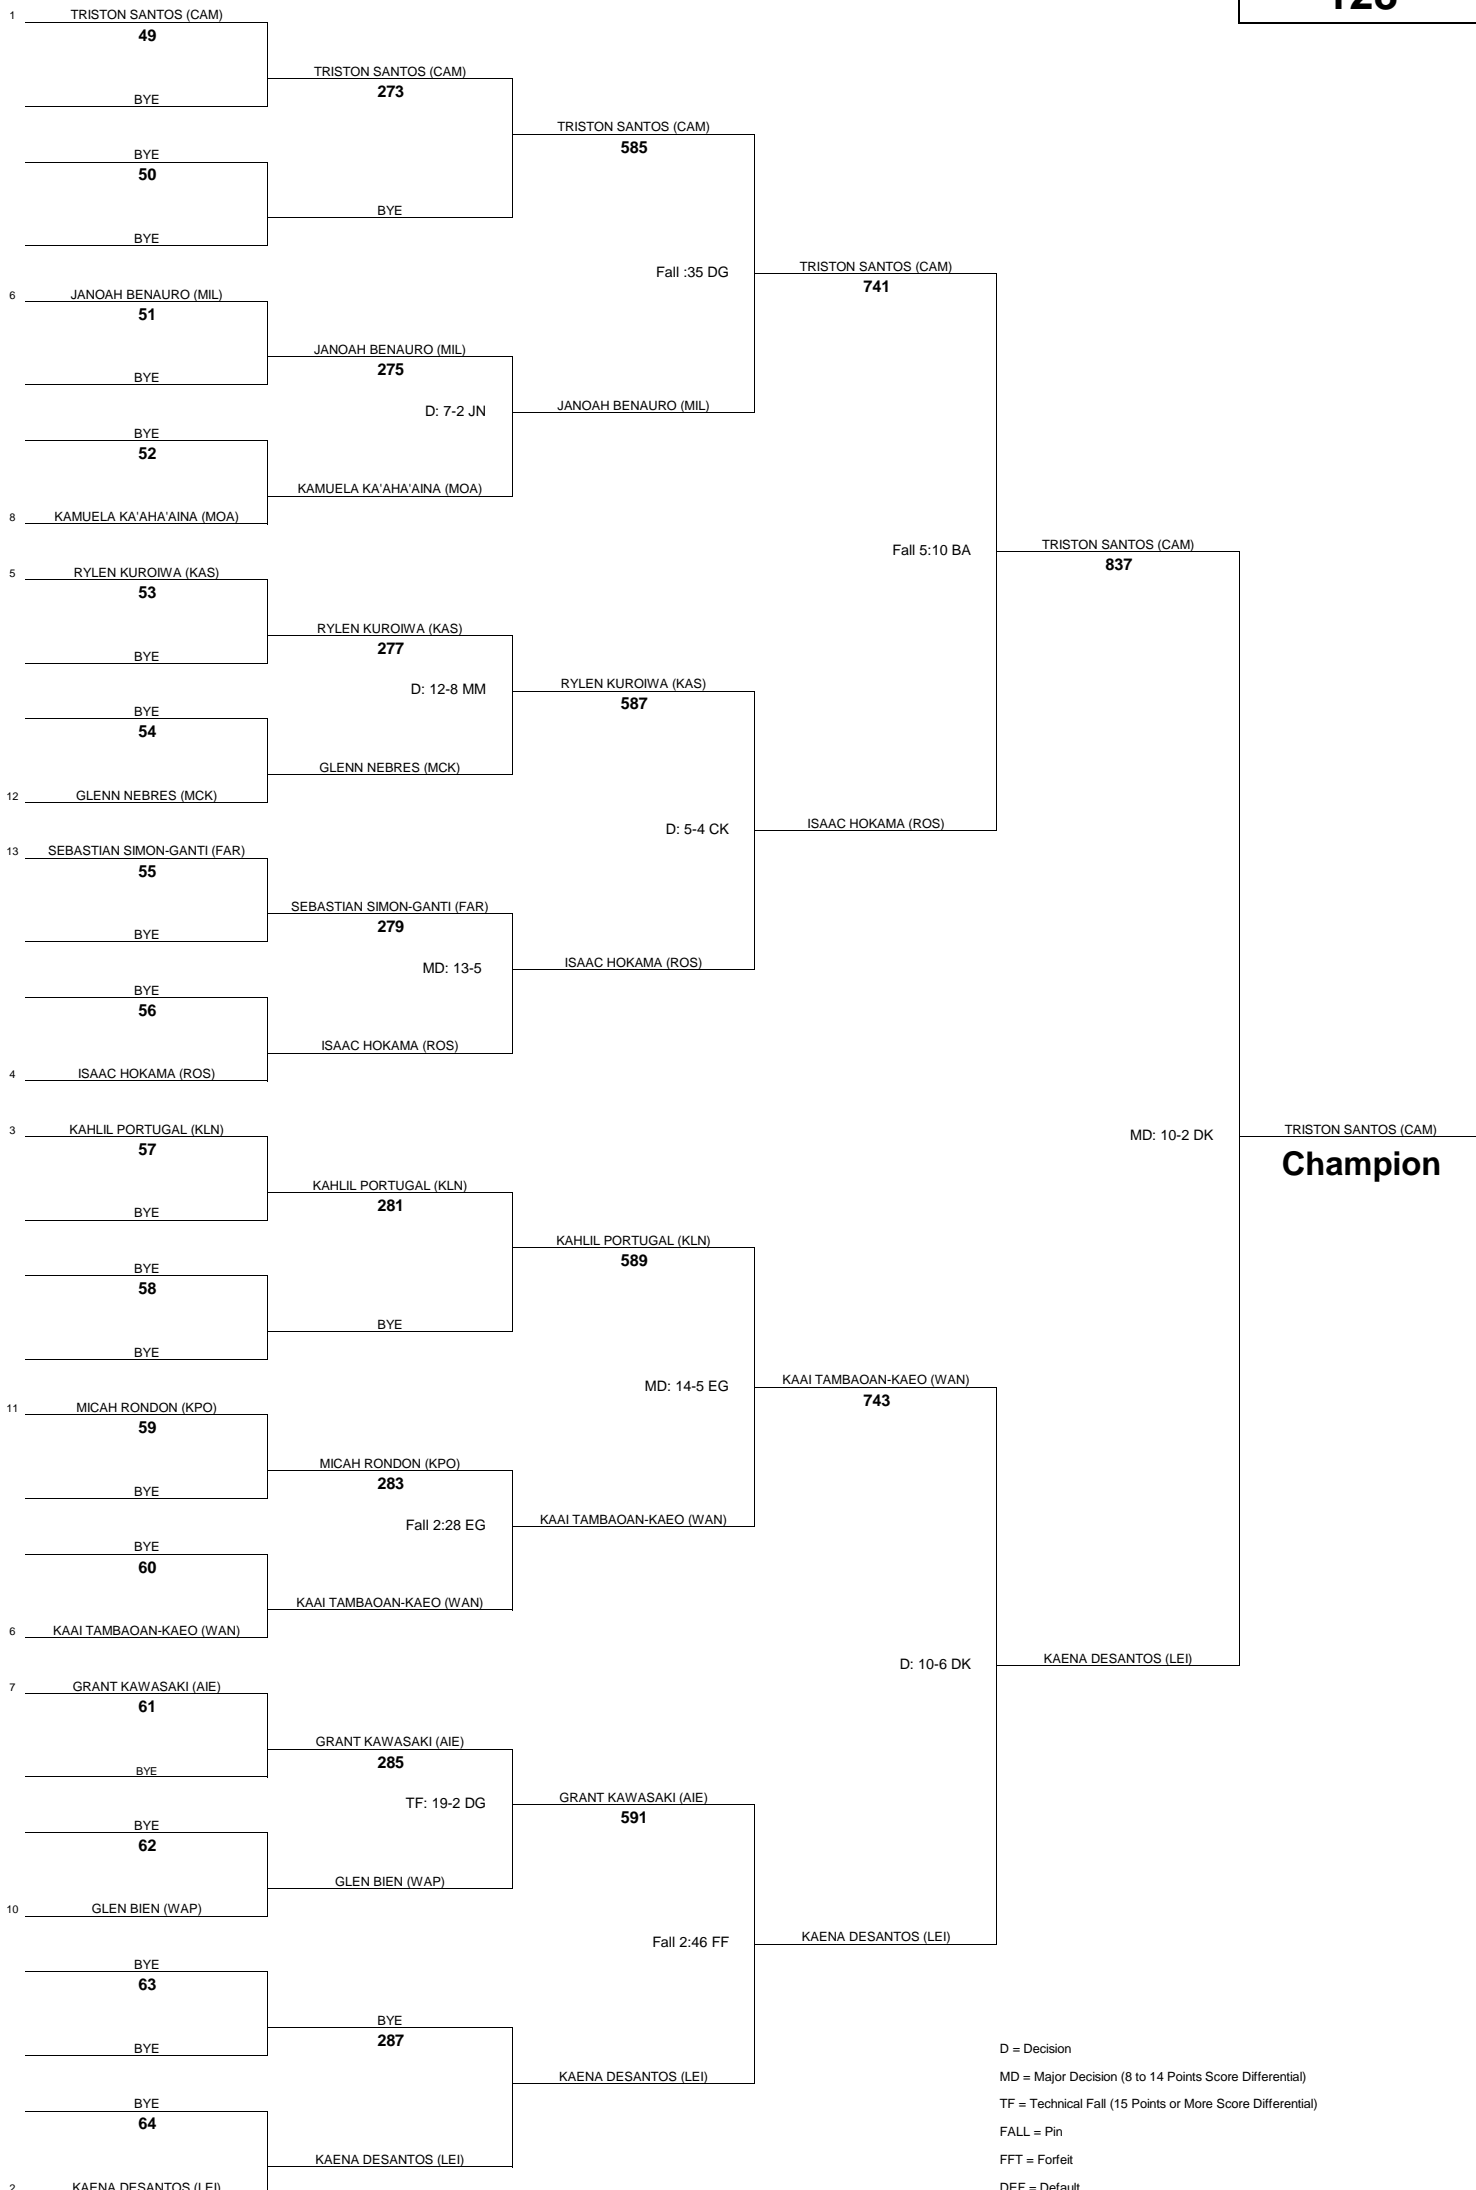 128
1 TRISTON SANTOS (CAM)
49
BYE
BYE
50
BYE
6 JANOAH BENAURO (MIL)
51
BYE
BYE
52
8 KAMUELA KA'AHA'AINA (MOA)
5 RYLEN KUROIWA (KAS)
53
BYE
BYE
54
12 GLENN NEBRES (MCK)
13 SEBASTIAN SIMON-GANTI (FAR)
55
BYE
BYE
56
4 ISAAC HOKAMA (ROS)
3 KAHLIL PORTUGAL (KLN)
57
BYE
BYE
58
BYE
11 MICAH RONDON (KPO)
59
BYE
BYE
60
6 KAAI TAMBAOAN-KAEO (WAN)
7 GRANT KAWASAKI (AIE)
61
BYE
BYE
62
10 GLEN BIEN (WAP)
BYE
63
BYE
BYE
64
2 KAENA DESANTOS (LEI)
TRISTON SANTOS (CAM)
273
BYE
JANOAH BENAURO (MIL)
275
D: 7-2 JN
KAMUELA KA'AHA'AINA (MOA)
RYLEN KUROIWA (KAS)
277
D: 12-8 MM
GLENN NEBRES (MCK)
SEBASTIAN SIMON-GANTI (FAR)
279
MD: 13-5
ISAAC HOKAMA (ROS)
KAHLIL PORTUGAL (KLN)
281
BYE
MICAH RONDON (KPO)
283
Fall 2:28 EG
KAAI TAMBAOAN-KAEO (WAN)
GRANT KAWASAKI (AIE)
285
TF: 19-2 DG
GLEN BIEN (WAP)
BYE
287
KAENA DESANTOS (LEI)
TRISTON SANTOS (CAM)
585
Fall :35 DG
JANOAH BENAURO (MIL)
RYLEN KUROIWA (KAS)
587
D: 5-4 CK
ISAAC HOKAMA (ROS)
KAHLIL PORTUGAL (KLN)
589
MD: 14-5 EG
KAAI TAMBAOAN-KAEO (WAN)
GRANT KAWASAKI (AIE)
591
Fall 2:46 FF
KAENA DESANTOS (LEI)
TRISTON SANTOS (CAM)
741
Fall 5:10 BA
ISAAC HOKAMA (ROS)
KAAI TAMBAOAN-KAEO (WAN)
743
D: 10-6 DK
KAENA DESANTOS (LEI)
TRISTON SANTOS (CAM)
837
MD: 10-2 DK
KAENA DESANTOS (LEI)
TRISTON SANTOS (CAM)
Champion
D = Decision
MD = Major Decision (8 to 14 Points Score Differential)
TF = Technical Fall (15 Points or More Score Differential)
FALL = Pin
FFT = Forfeit
DEF = Default